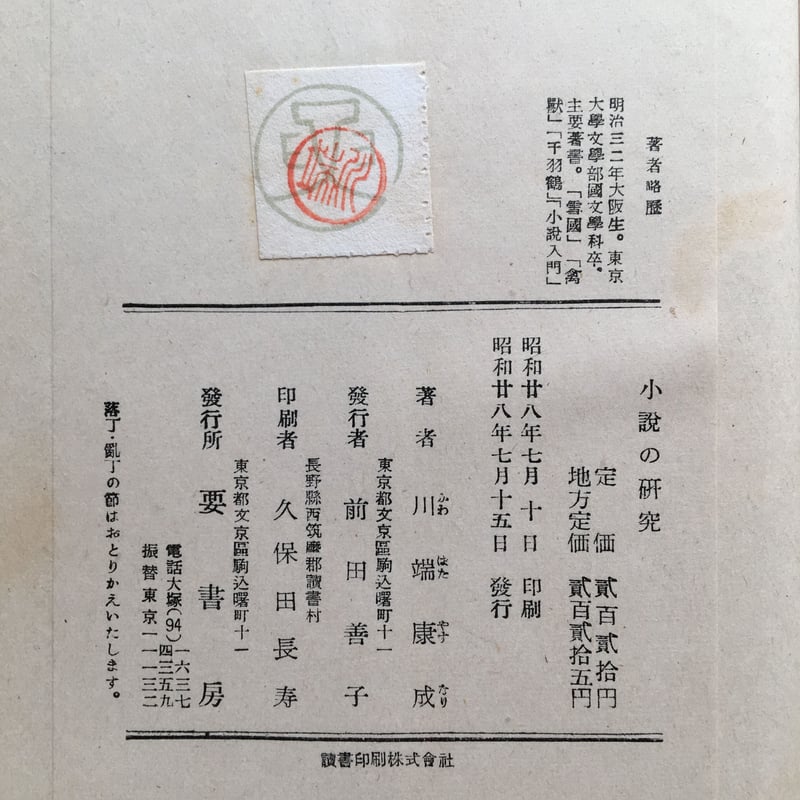 著者略歷
明治三二年大阪生。東京
大學文學部國文學科卒。
主要著書。「雪國」「禽
獸」「千羽鶴」「小說入門」
小說の硏究
定價 貳百貳拾円
地方定価 貳百貳拾五円
昭和廿八年七月十日 印刷
昭和廿八年七月十五日 發行
著者 川端康成
かわ ばた やす なり
東京都文京區駒込曙町十一
發行者 前田善子
長野縣西筑摩郡讀書村
印刷者 久保田長寿
東京都文京區駒込曙町十一
發行所 要書房
電話大塚(94)一六三七
四三五九
振替東京一一一三二
落丁・亂丁の節はおとりかえいたします。
讀書印刷株式會社